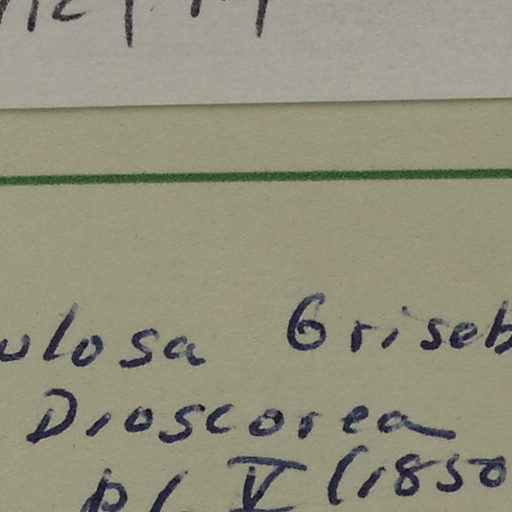 ulosa Griseb
Dioscorea
Pl. V (1850